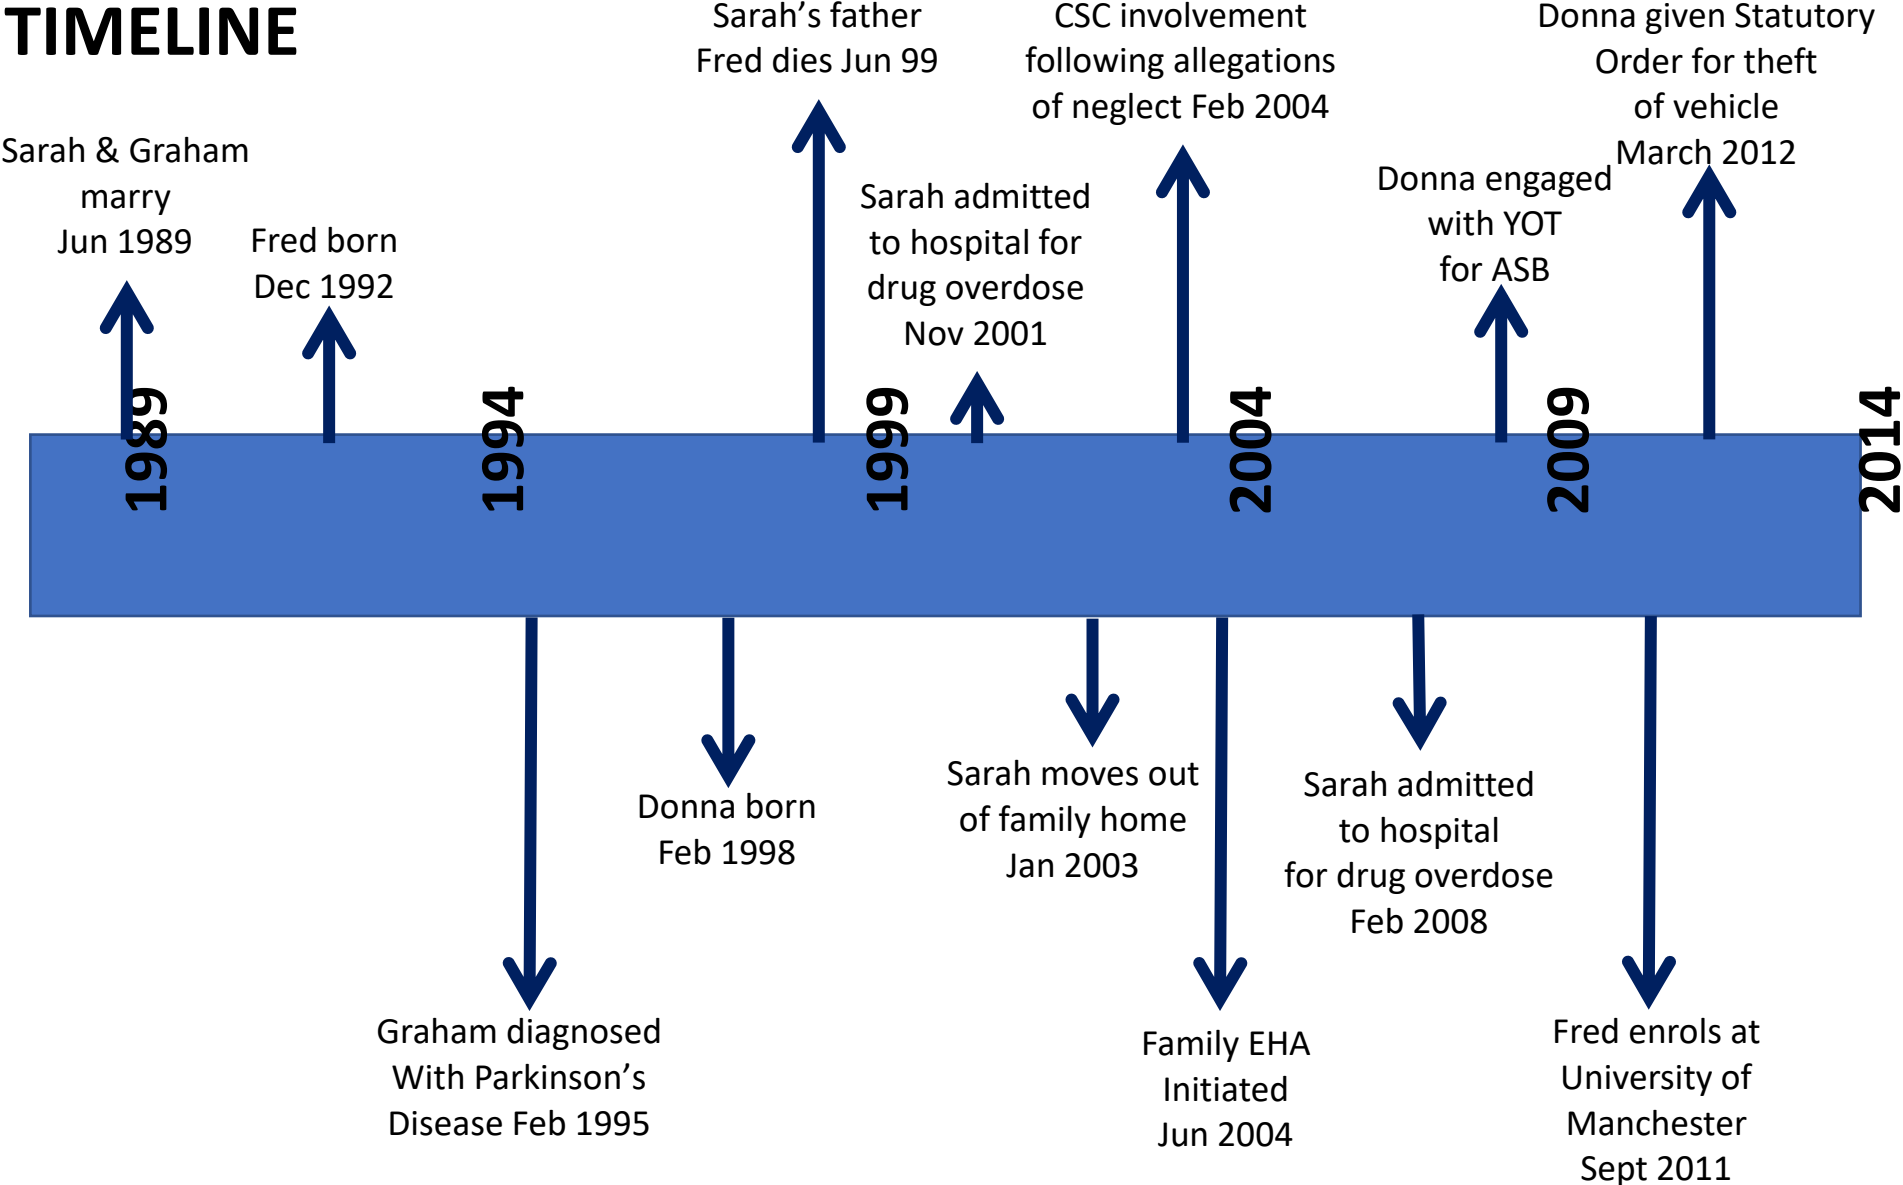 TIMELINE
Sarah & Graham
marry
Jun 1989
Fred born
Dec 1992
Sarah’s father
Fred dies Jun 99
Sarah admitted
to hospital for
drug overdose
Nov 2001
CSC involvement
following allegations
of neglect Feb 2004
Donna engaged
with YOT
for ASB
Donna given Statutory
Order for theft
of vehicle
March 2012
1989
1994
1999
2004
2009
2014
Graham diagnosed
With Parkinson’s
Disease Feb 1995
Donna born
Feb 1998
Sarah moves out
of family home
Jan 2003
Family EHA
Initiated
Jun 2004
Sarah admitted
to hospital
for drug overdose
Feb 2008
Fred enrols at
University of
Manchester
Sept 2011